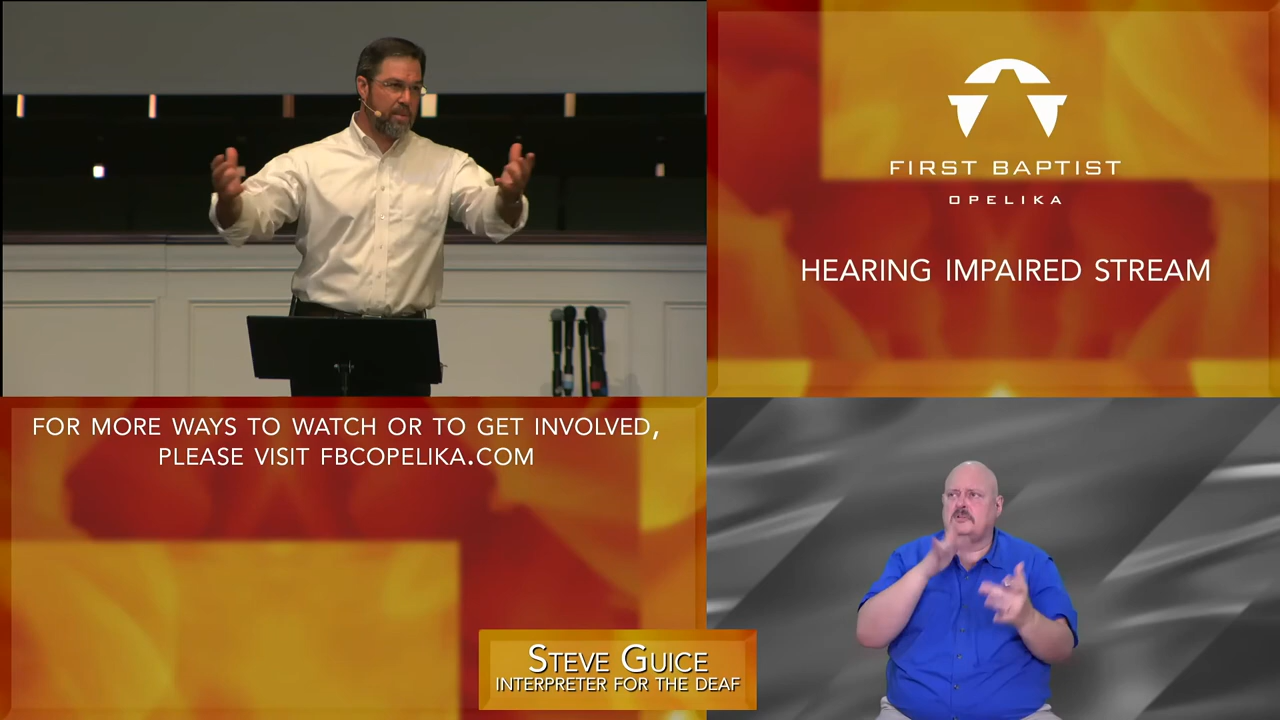 FIRST BAPTIST
OPELIKA
HEARING IMPAIRED STREAM
FOR MORE WAYS TO WATCH OR TO GET INVOLVED,
PLEASE VISIT FBCOPELIKA.COM
STEVE GUICE
INTERPRETER FOR THE DEAF